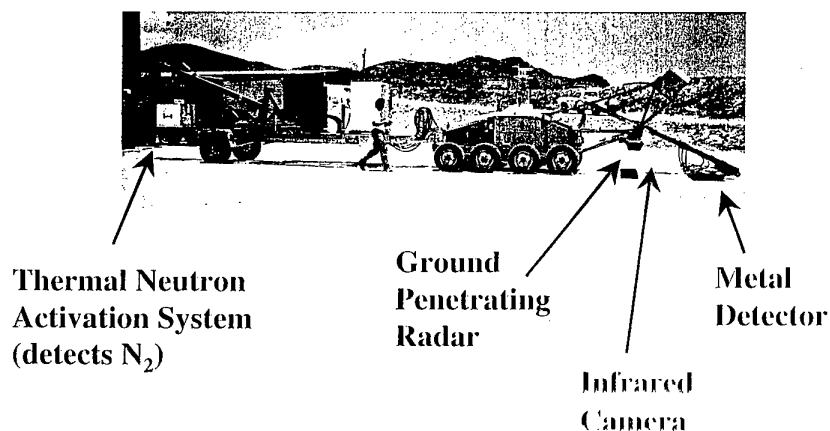 Thermal Neutron
Activation System
(detects N₂)
Ground
Penetrating
Radar
Infrared
Camera
Metal
Detector